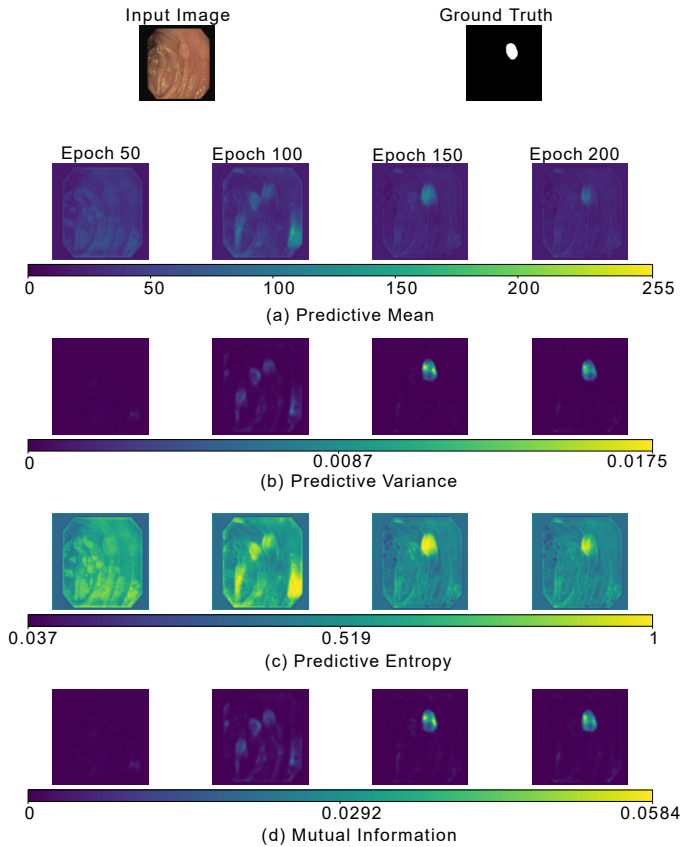 Input Image Ground Truth
Epoch 50 Epoch 100 Epoch 150 Epoch 200
0 50 100 150 200 255
(a) Predictive Mean
0 0.0087 0.0175
(b) Predictive Variance
0.037 0.519 1
(c) Predictive Entropy
0 0.0292 0.0584
(d) Mutual Information